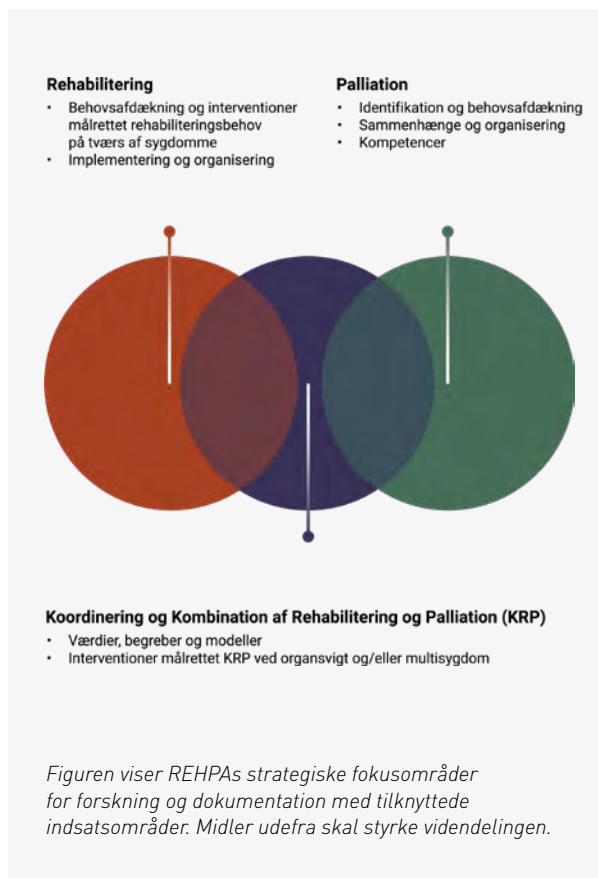 Rehabilitering
• Behovsafdækning og interventioner
målrettet rehabiliteringsbehov
på tværs af sygdomme
• Implementering og organisering
Palliation
• Identifikation og behovsafdækning
• Sammenhænge og organisering
• Kompetencer
Koordinering og Kombination af Rehabilitering og Palliation (KRP)
• Værdier, begreber og modeller
• Interventioner målrettet KRP ved organsvigt og/eller multisygdom
Figuren viser REHPAs strategiske fokusområder
for forskning og dokumentation med tilknyttede
indsatsområder. Midler udefra skal styrke videndelingen.